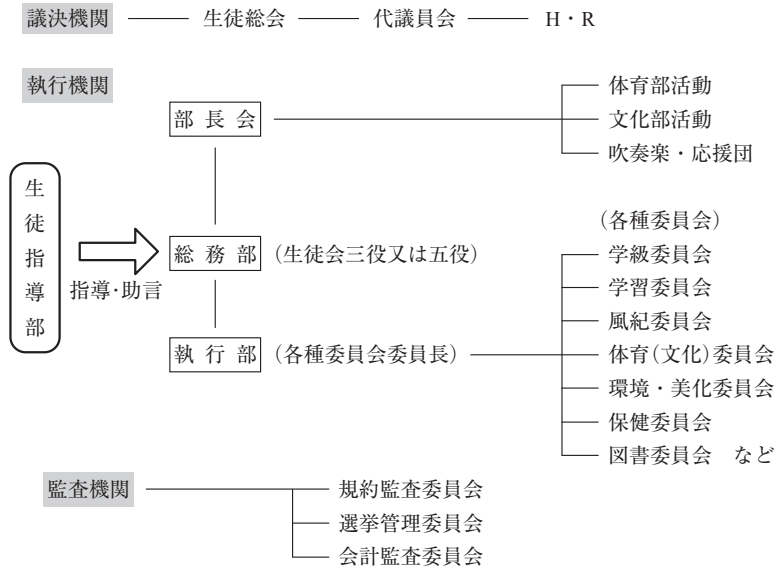 議決機関 生徒総会 代議員会 H・R
執行機関
部長会
体育部活動
文化部活動
吹奏楽・応援団
生徒指導部
指導・助言
総務部 (生徒会三役又は五役)
執行部 (各種委員会委員長)
(各種委員会)
学級委員会
学習委員会
風紀委員会
体育(文化)委員会
環境・美化委員会
保健委員会
図書委員会 など
監査機関
規約監査委員会
選挙管理委員会
会計監査委員会